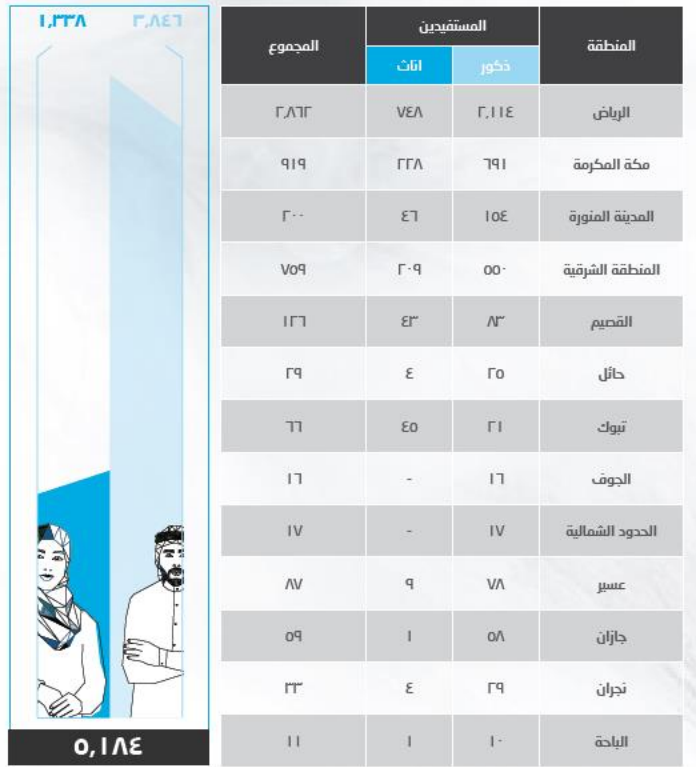 المنطقة المستفيدين المجموع
ذكور اناث
الرياض ٢,١١٤ ٧٤٨ ٢,٨٦٢
مكة المكرمة ٦٩١ ٢٢٨ ٩١٩
المدينة المنورة ١٥٤ ٤٦ ٢٠٠
المنطقة الشرقية ٥٥٠ ٢٠٩ ٧٥٩
القصيم ٨٣ ٤٣ ١٢٦
حائل ٢٥ ٤ ٢٩
تبوك ٢١ ٤٥ ٦٦
الجوف ١٦ - ١٦
الحدود الشمالية ١٧ - ١٧
عسير ٧٨ ٩ ٨٧
جازان ٥٨ ١ ٥٩
نجران ٢٩ ٤ ٣٣
الباحة ١٠ ١ ١١
٣,٨٤٦ ١,٣٣٨
٥,١٨٤